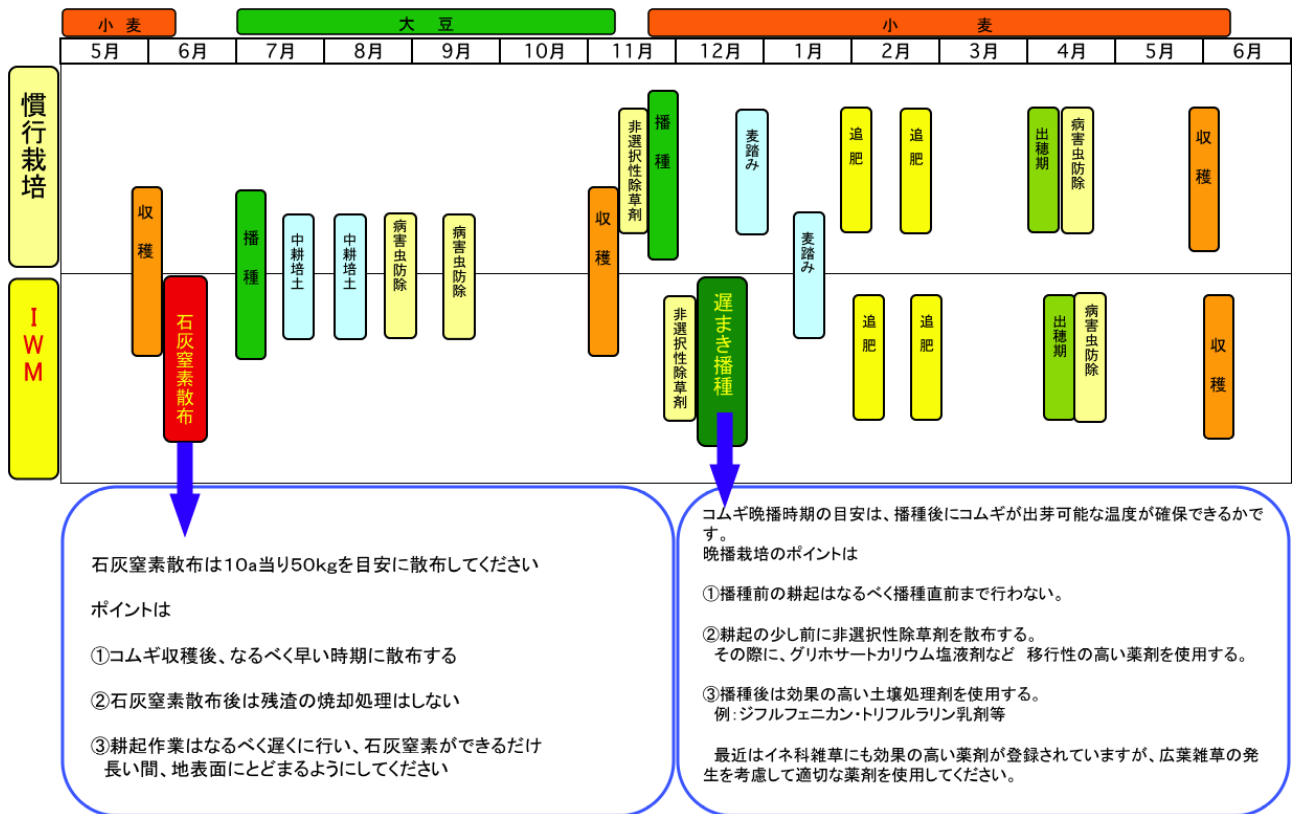 小 麦
大 豆
小 麦
5月 6月 7月 8月 9月 10月 11月 12月 1月 2月 3月 4月 5月 6月
慣行栽培
収穫
播種
中耕培土
中耕培土
病害虫防除
病害虫防除
収穫
非選択性除草剤
播種
麦踏み
麦踏み
追肥
追肥
出穂期
病害虫防除
収穫
IWM
石灰窒素散布
非選択性除草剤
遅まき播種
追肥
追肥
出穂期
病害虫防除
収穫
石灰窒素散布は10a当り50kgを目安に散布してください
ポイントは
①コムギ収穫後、なるべく早い時期に散布する
②石灰窒素散布後は残渣の焼却処理はしない
③耕起作業はなるべく遅くに行い、石灰窒素ができるだけ
長い間、地表面にとどまるようにしてください
コムギ晩播時期の目安は、播種後にコムギが出芽可能な温度が確保できるかで
す。
晩播栽培のポイントは
①播種前の耕起はなるべく播種直前まで行わない。
②耕起の少し前に非選択性除草剤を散布する。
その際に、グリホサートカリウム塩液剤など 移行性の高い薬剤を使用する。
③播種後は効果の高い土壌処理剤を使用する。
例：ジフルフェニカン・トリフルラリン乳剤等
最近はイネ科雑草にも効果の高い薬剤が登録されていますが、広葉雑草の発
生を考慮して適切な薬剤を使用してください。